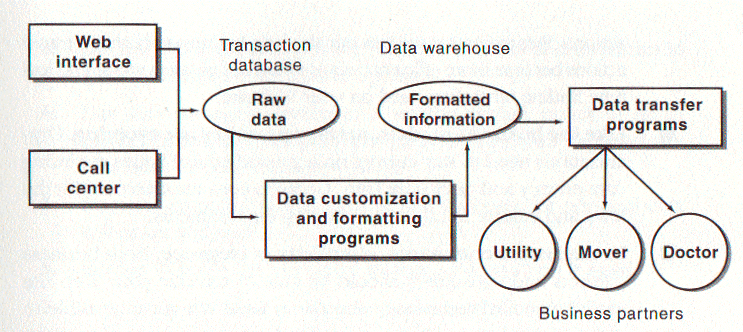 Web
interface
Transaction
database
Data warehouse
Raw
data
Formatted
information
Data transfer
programs
Call
center
Data customization
and formatting
programs
Utility
Mover
Doctor
Business partners